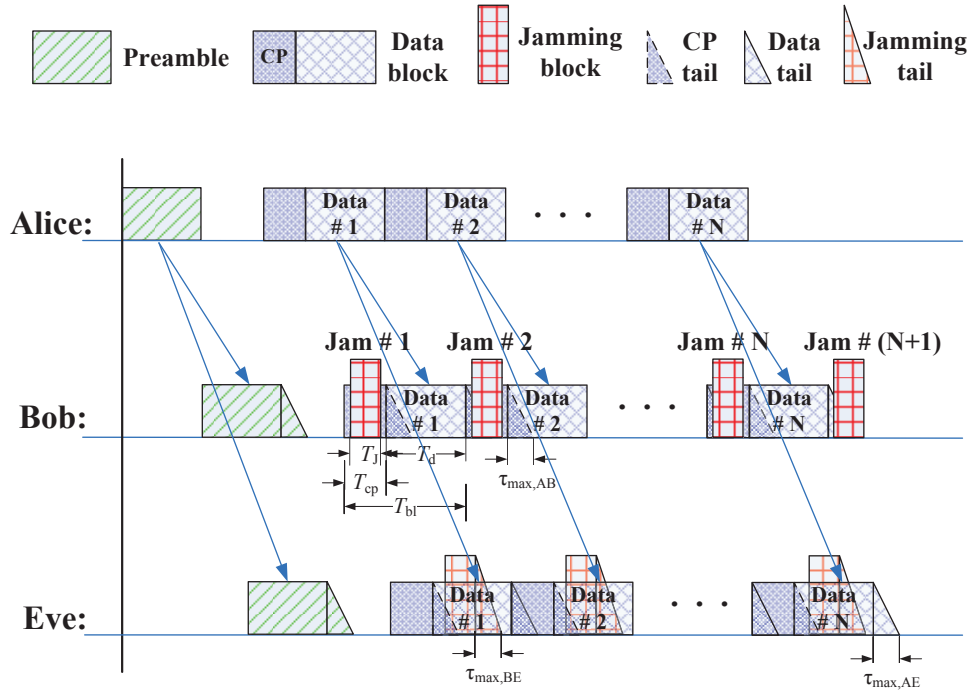 Preamble
CP
Data
block
Jamming
block
CP
tail
Data
tail
Jamming
tail
Alice:
Data
# 1
Data
# 2
. . .
Data
# N
Jam # 1
Jam # 2
Jam # N
Jam # (N+1)
Bob:
Data
# 1
Data
# 2
. . .
Data
# N
T_J
T_d
T_cp
T_bl
τ_max,AB
Eve:
Data
# 1
Data
# 2
. . .
Data
# N
τ_max,BE
τ_max,AE